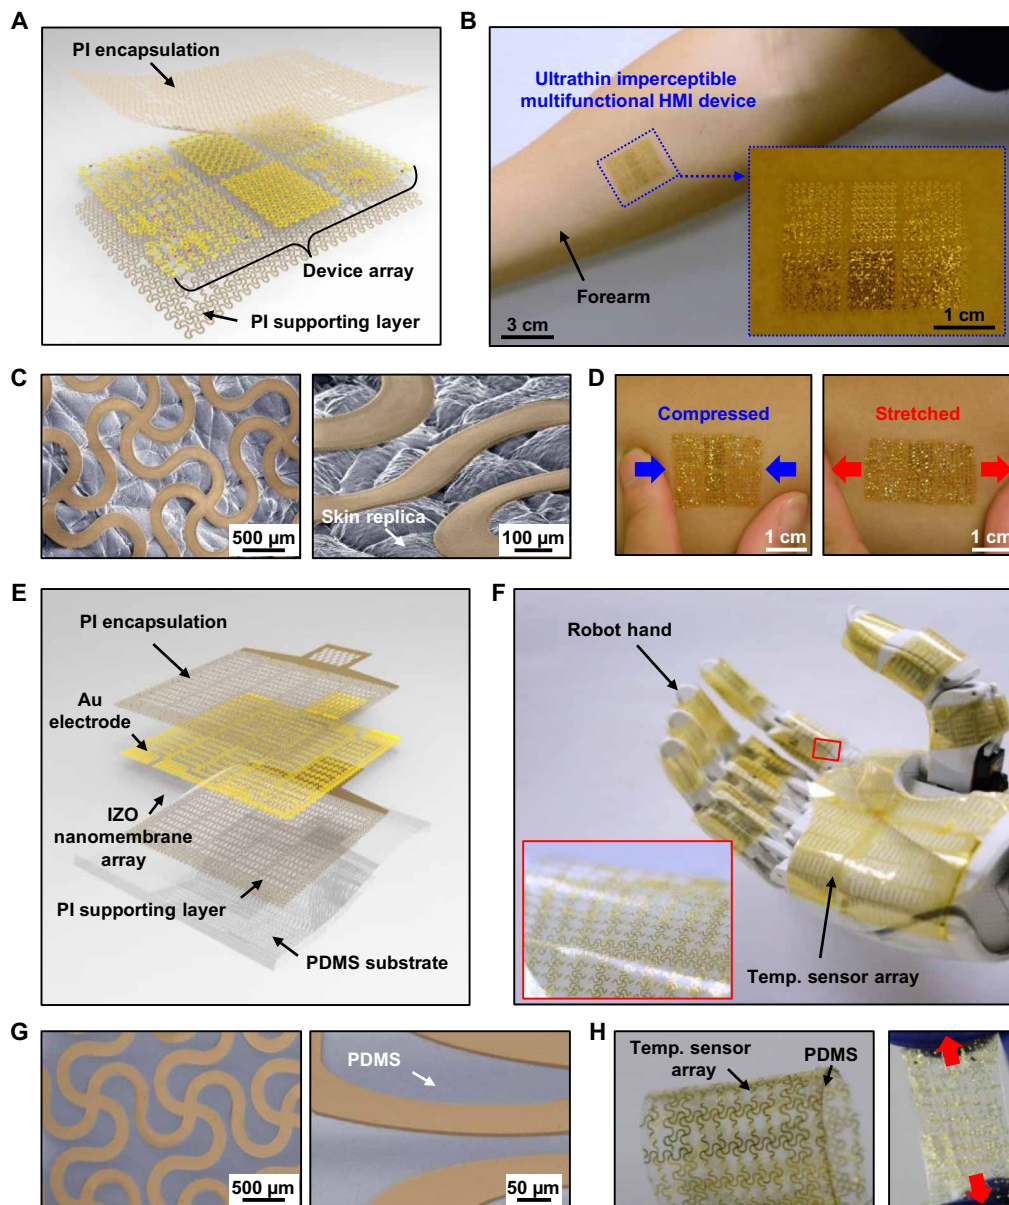 A
PI encapsulation
Device array
PI supporting layer
B
Ultrathin imperceptible
multifunctional HMI device
Forearm
3 cm
1 cm
C
500 µm
Skin replica
100 µm
D
Compressed
1 cm
Stretched
1 cm
E
PI encapsulation
Au
electrode
IZO
nanomembrane
array
PI supporting layer
PDMS substrate
F
Robot hand
Temp. sensor array
G
500 µm
PDMS
50 µm
H
Temp. sensor
array
PDMS